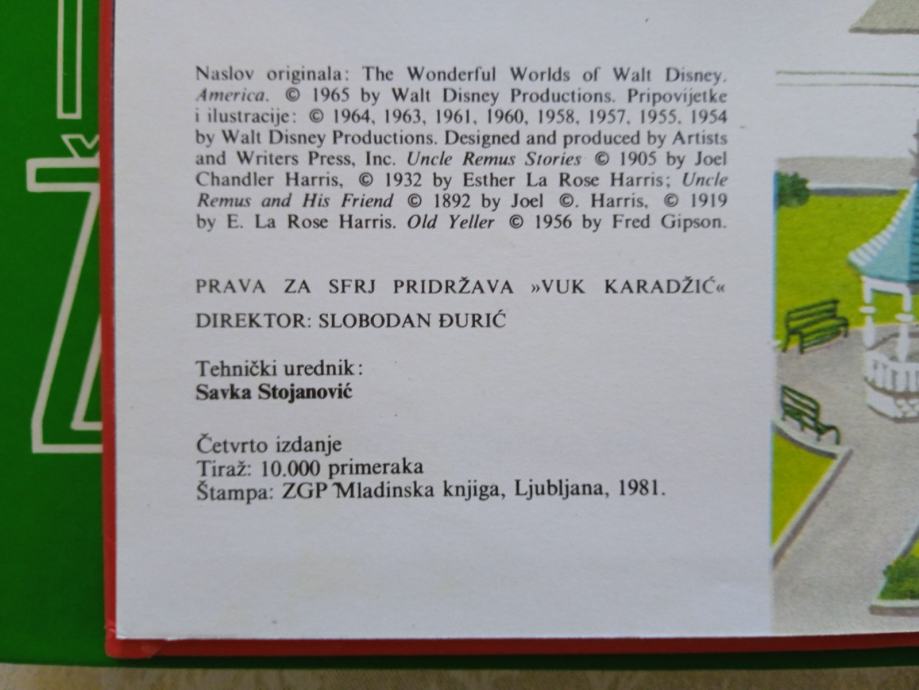 Naslov originala: The Wonderful Worlds of Walt Disney.
America. © 1965 by Walt Disney Productions. Pripovijetke
i ilustracije: © 1964, 1963, 1961, 1960, 1958, 1957, 1955, 1954
by Walt Disney Productions. Designed and produced by Artists
and Writers Press, Inc. Uncle Remus Stories © 1905 by Joel
Chandler Harris, © 1932 by Esther La Rose Harris; Uncle
Remus and His Friend © 1892 by Joel ©. Harris, © 1919
by E. La Rose Harris. Old Yeller © 1956 by Fred Gipson.
PRAVA ZA SFRJ PRIDRŽAVA »VUK KARADŽIĆ«
DIREKTOR: SLOBODAN ĐURIĆ
Tehnički urednik:
Savka Stojanović
Četvrto izdanje
Tiraž: 10.000 primeraka
Štampa: ZGP Mladinska knjiga, Ljubljana, 1981.